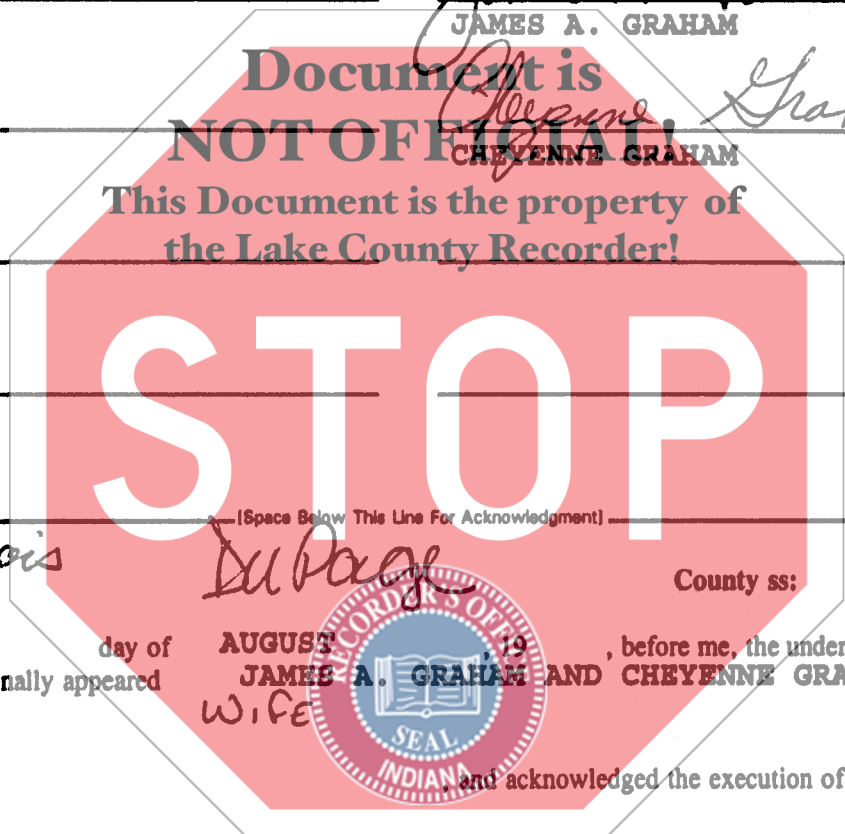 JAMES A. GRAHAM
Document is
Cheyenne
NOT OFFICIAL!
CHEYENNE GRAHAM
This Document is the property of
the Lake County Recorder!
STOP
[Space Below This Line For Acknowledgment]
DuPage
County ss:
day of AUGUST , 19 , before me, the under
nally appeared JAMES A. GRAHAM AND CHEYENNE GRA
WIFE
RECORDER'S OFF
SEAL
INDIANA
, and acknowledged the execution of